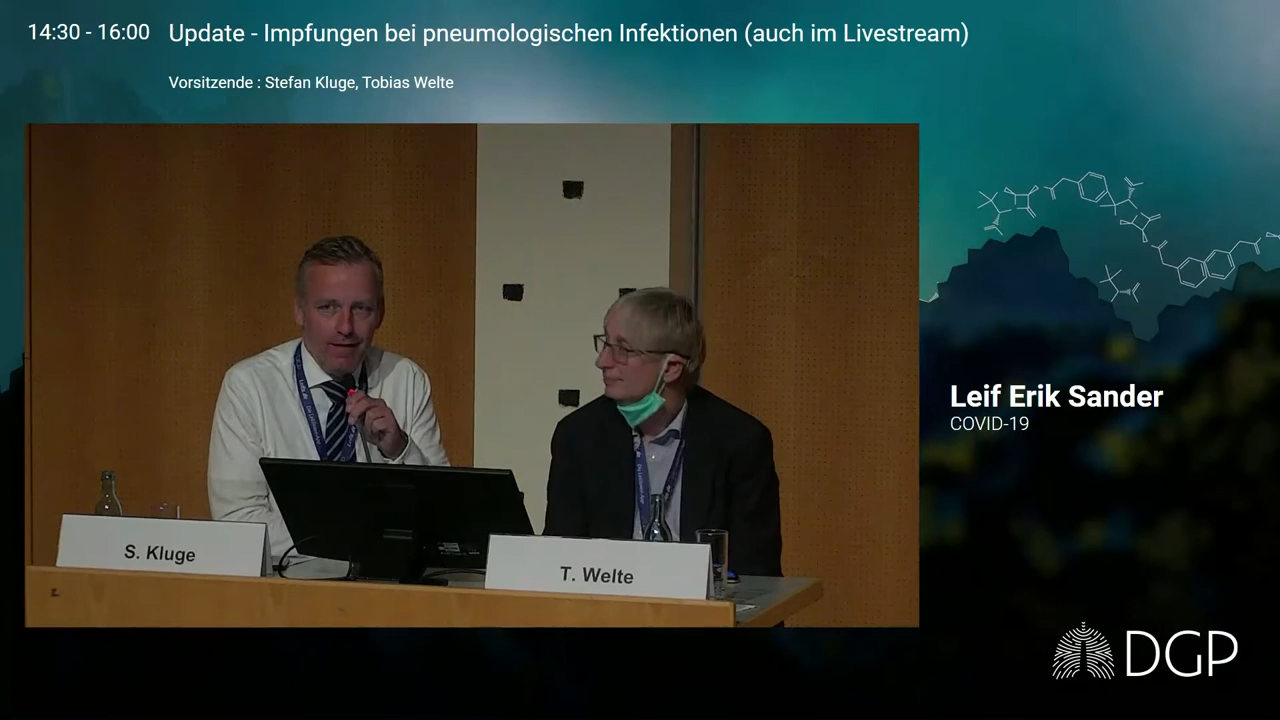 14:30 - 16:00 Update - Impfungen bei pneumologischen Infektionen (auch im Livestream)
Vorsitzende : Stefan Kluge, Tobias Welte
Leif Erik Sander
COVID-19
S. Kluge
T. Welte
DGP